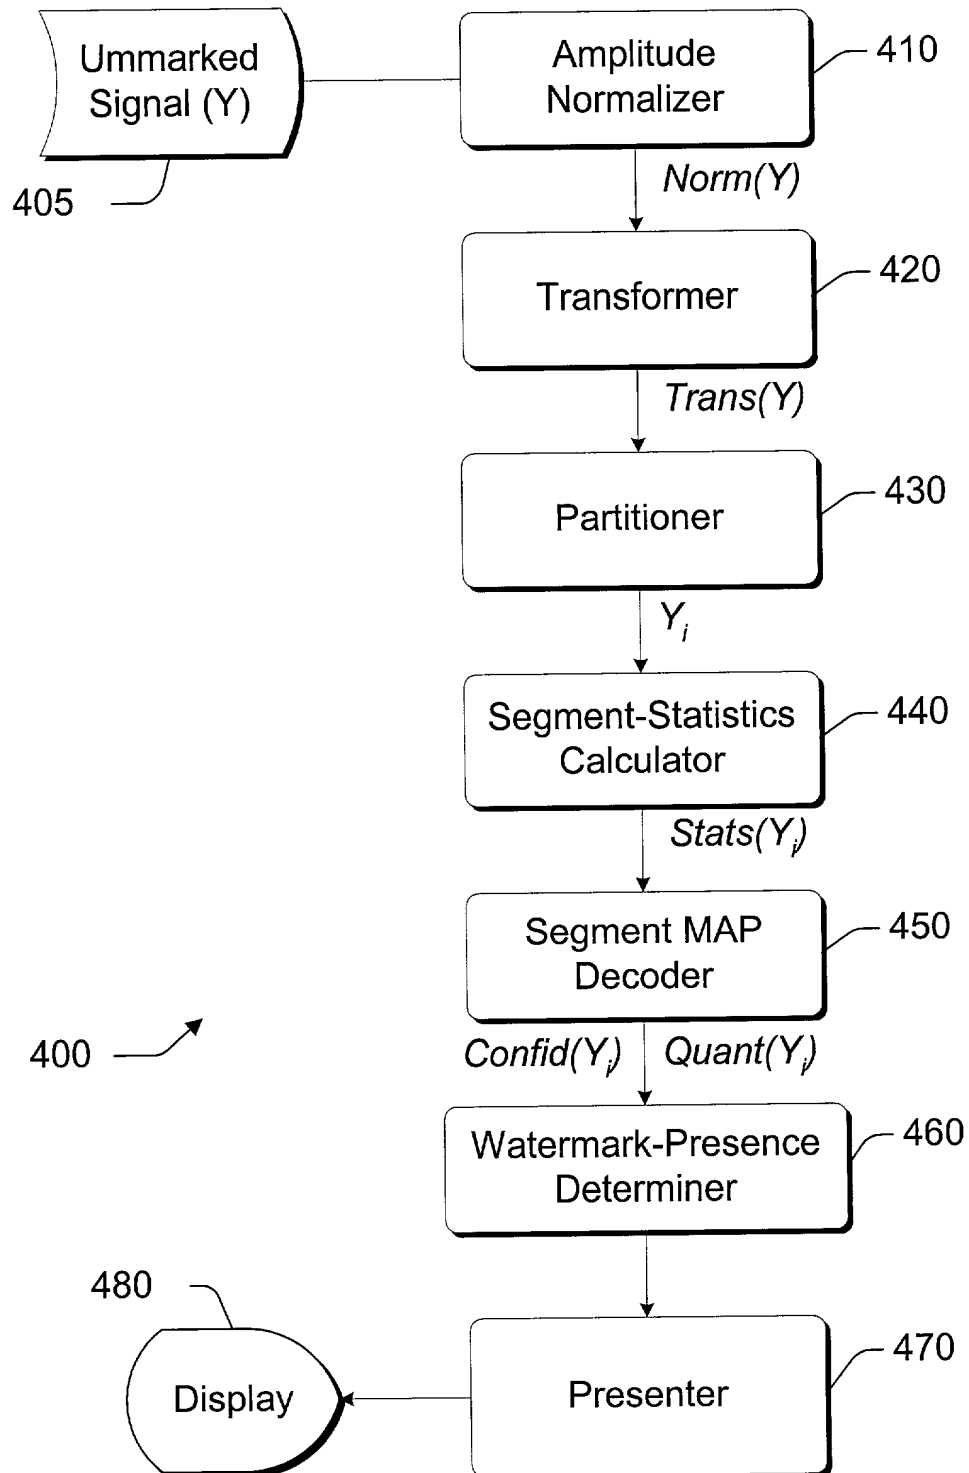 Ummarked
Signal (Y)
405
Amplitude
Normalizer
410
Norm(Y)
Transformer
420
Trans(Y)
Partitioner
430
Yi
Segment-Statistics
Calculator
440
Stats(Yi)
Segment MAP
Decoder
450
400
Confid(Yi) Quant(Yi)
Watermark-Presence
Determiner
460
480
Display
Presenter
470